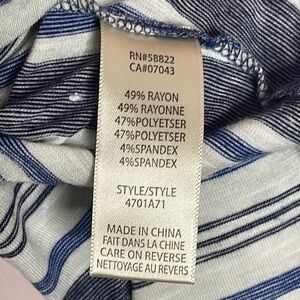 RN#58822
CA#07043
49% RAYON
49% RAYONNE
47%POLYETSER
47%POLYETSER
4%SPANDEX
4%SPANDEX
STYLE/STYLE
4701A71
MADE IN CHINA
FAIT DANS LA CHINE
CARE ON REVERSE
NETTOYAGE AU REVERS